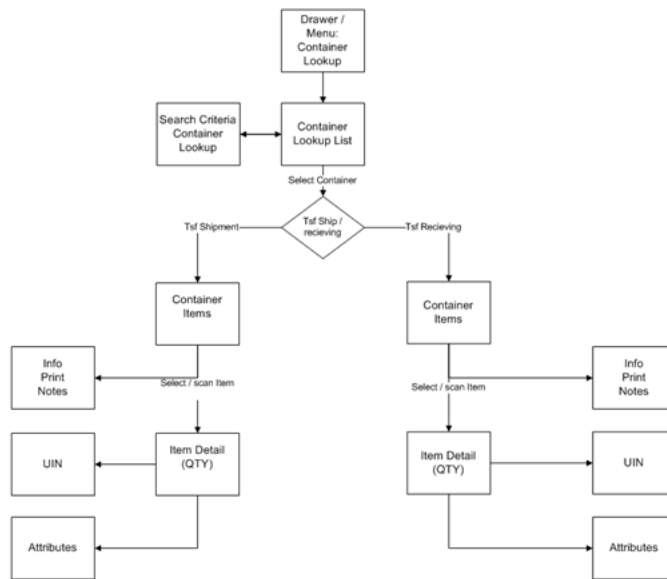 Drawer /
Menu:
Container
Lookup
Search Criteria
Container
Lookup
Container
Lookup List
Select Container
Tsf Shipment
Tsf Ship /
recieving
Tsf Recieving
Container
Items
Container
Items
Info
Print
Notes
Select / scan Item
Select / scan Item
Info
Print
Notes
UIN
Item Detail
(QTY)
Item Detail
(QTY)
UIN
Attributes
Attributes